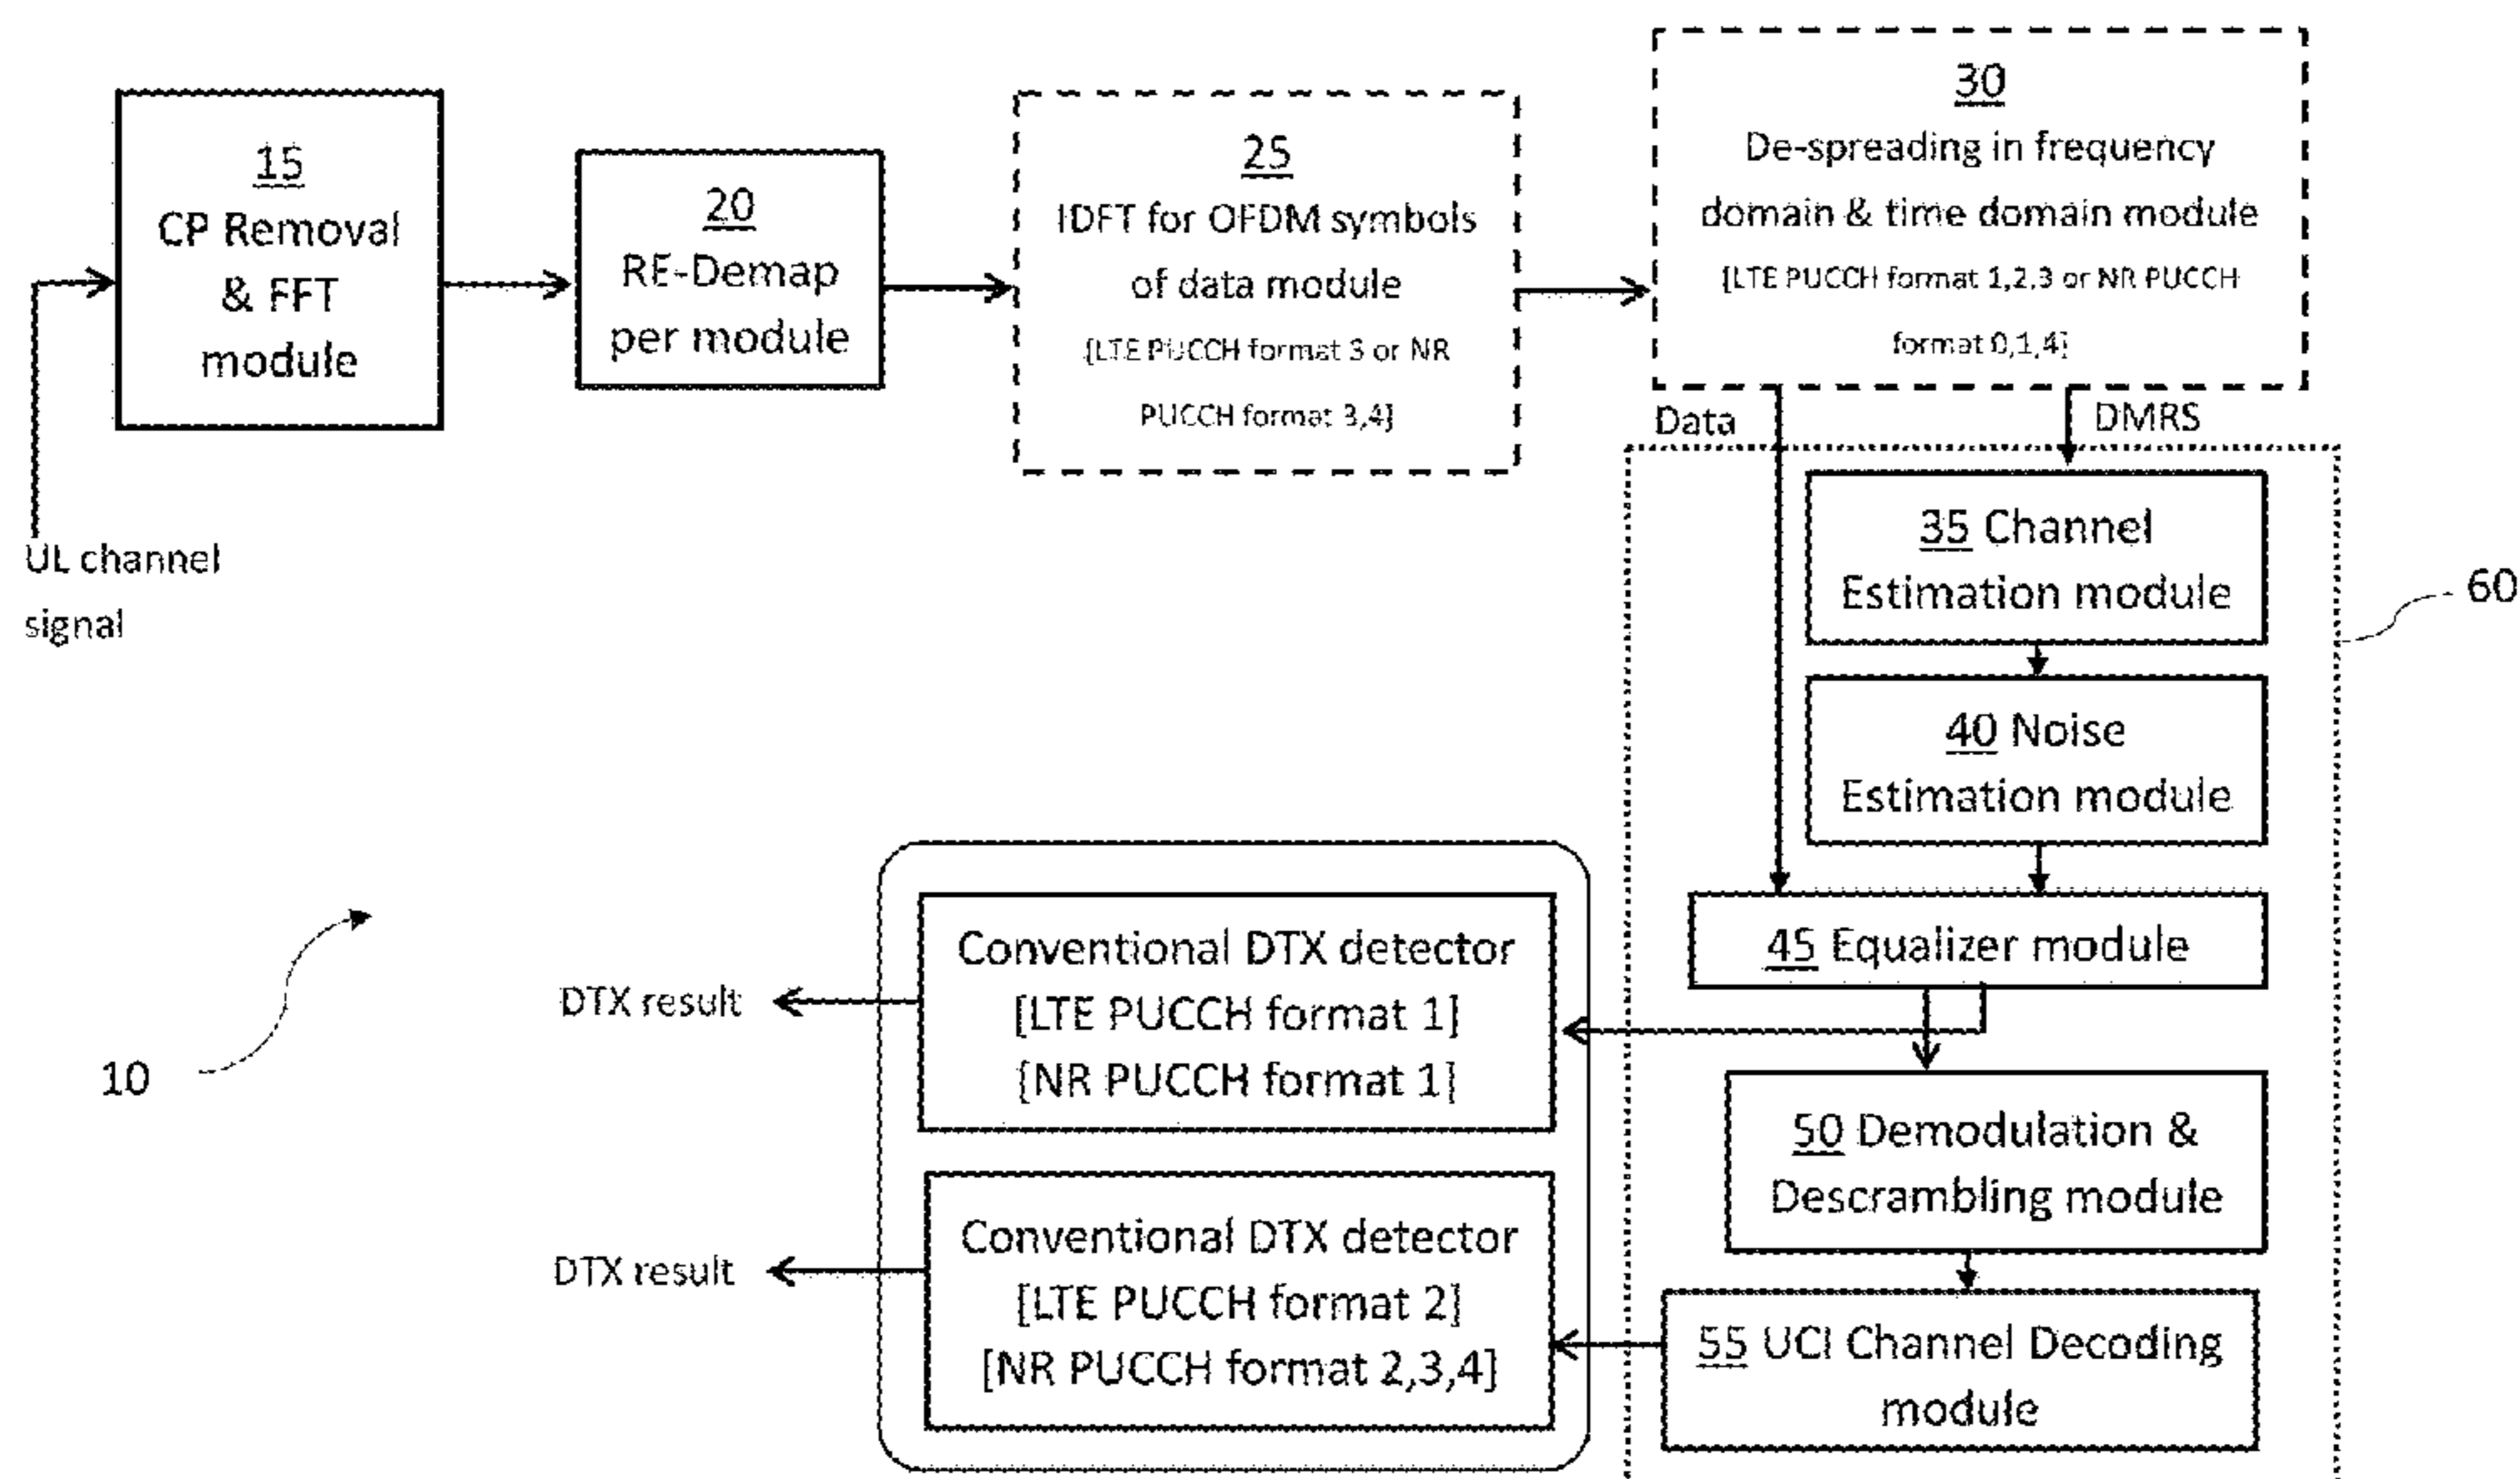 15
CP Removal
& FFT
module
20
RE-Demap
per module
25
IDFT for OFDM symbols
of data module
[LTE PUCCH format 3 or NR
PUCCH format 3,4]
30
De-spreading in frequency
domain & time domain module
[LTE PUCCH format 1,2,3 or NR PUCCH
format 0,1,4]
UL channel
signal
Data
DMRS
35 Channel
Estimation module
60
40 Noise
Estimation module
45 Equalizer module
50 Demodulation &
Descrambling module
55 UCI Channel Decoding
module
Conventional DTX detector
[LTE PUCCH format 1]
[NR PUCCH format 1]
DTX result
Conventional DTX detector
[LTE PUCCH format 2]
[NR PUCCH format 2,3,4]
DTX result
10